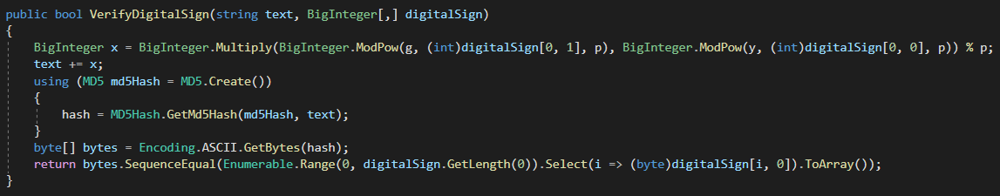 public bool VerifyDigitalSign(string text, BigInteger[,] digitalSign)
{
BigInteger x = BigInteger.Multiply(BigInteger.ModPow(g, (int)digitalSign[0, 1], p), BigInteger.ModPow(y, (int)digitalSign[0, 0], p)) % p;
text += x;
using (MD5 md5Hash = MD5.Create())
{
hash = MD5Hash.GetMd5Hash(md5Hash, text);
}
byte[] bytes = Encoding.ASCII.GetBytes(hash);
return bytes.SequenceEqual(Enumerable.Range(0, digitalSign.GetLength(0)).Select(i => (byte)digitalSign[i, 0]).ToArray());
}